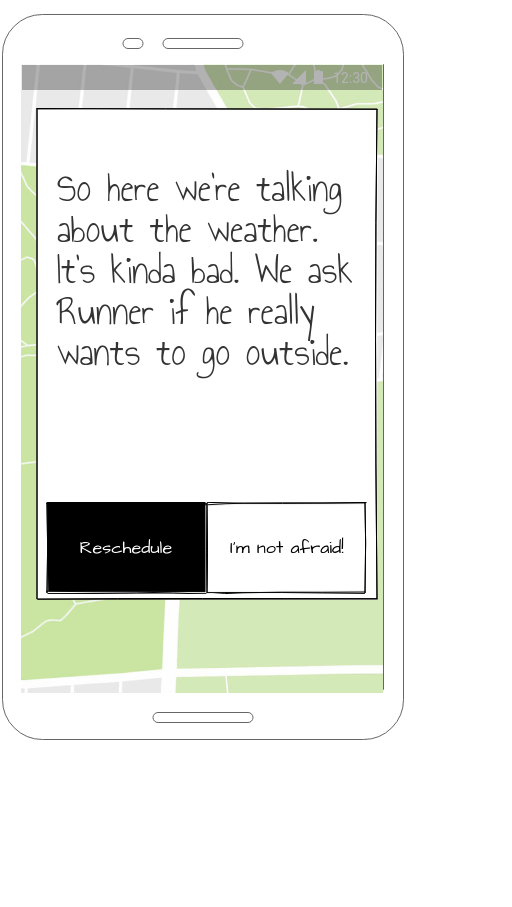 12:30
So here we're talking
about the weather.
It's kinda bad. We ask
Runner if he really
wants to go outside.
Reschedule
I'm not afraid!